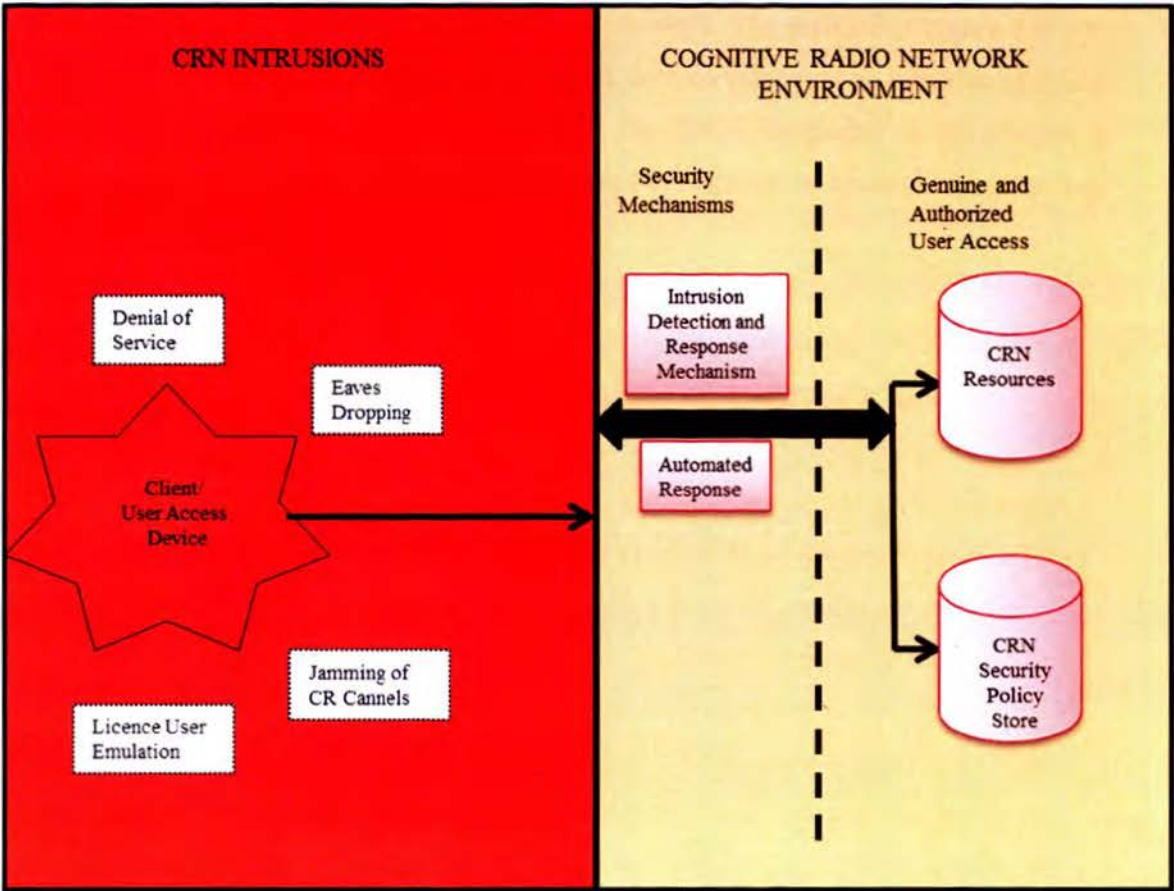 CRN INTRUSIONS
Denial of
Service
Eaves
Dropping
Client/
User Access
Device
Jamming of
CR Cannels
Licence User
Emulation
COGNITIVE RADIO NETWORK
ENVIRONMENT
Security
Mechanisms
Intrusion
Detection and
Response
Mechanism
Automated
Response
Genuine and
Authorized
User Access
CRN
Resources
CRN
Security
Policy
Store